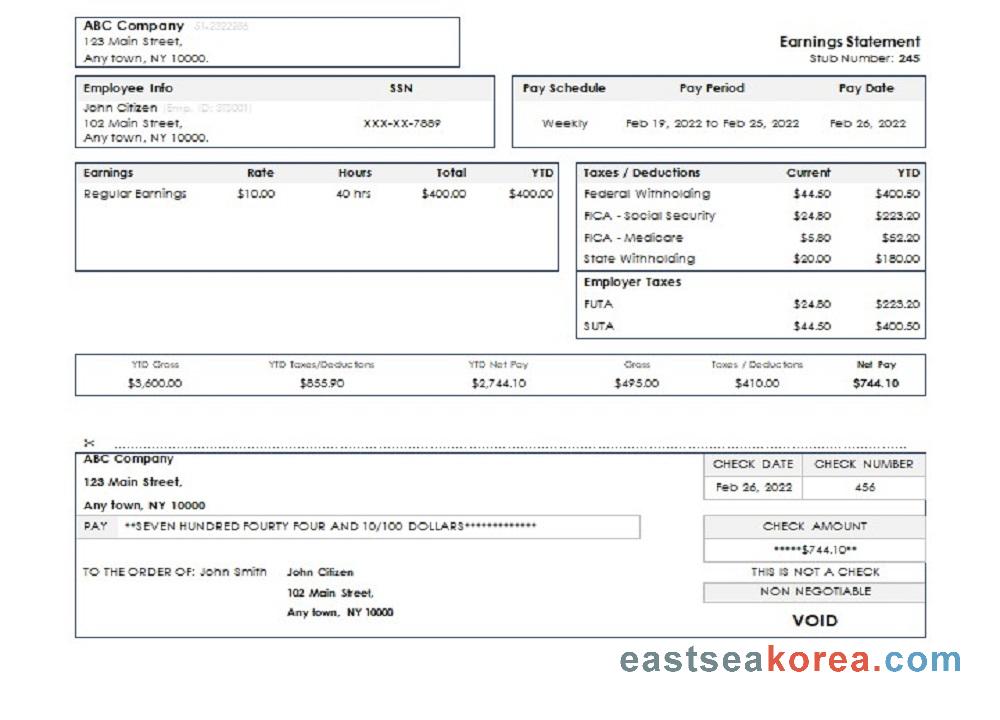 ABC Company 51-2322286
123 Main Street,
Any town, NY 10000.
Earnings Statement
Stub Number: 245
Employee Info SSN
John Citizen (Emp. ID: ST3001)
102 Main Street,
Any town, NY 10000.
XXX-XX-7889
Pay Schedule Pay Period Pay Date
Weekly Feb 19, 2022 to Feb 25, 2022 Feb 26, 2022
Earnings Rate Hours Total YTD
Regular Earnings $10.00 40 hrs $400.00 $400.00
Taxes / Deductions Current YTD
Federal Withholding $44.50 $400.50
FICA - Social Security $24.80 $223.20
FICA - Medicare $5.80 $52.20
State Withholding $20.00 $180.00
Employer Taxes
FUTA $24.80 $223.20
SUTA $44.50 $400.50
YTD Gross YTD Taxes/Deductions YTD Net Pay Gross Taxes / Deductions Net Pay
$3,600.00 $855.90 $2,744.10 $495.00 $410.00 $744.10
ABC Company
123 Main Street,
Any town, NY 10000
CHECK DATE CHECK NUMBER
Feb 26, 2022 456
PAY **SEVEN HUNDRED FOURTY FOUR AND 10/100 DOLLARS*************
CHECK AMOUNT
*****$744.10**
TO THE ORDER OF: John Smith John Citizen
102 Main Street,
Any town, NY 10000
THIS IS NOT A CHECK
NON NEGOTIABLE
VOID
eastseakorea.com